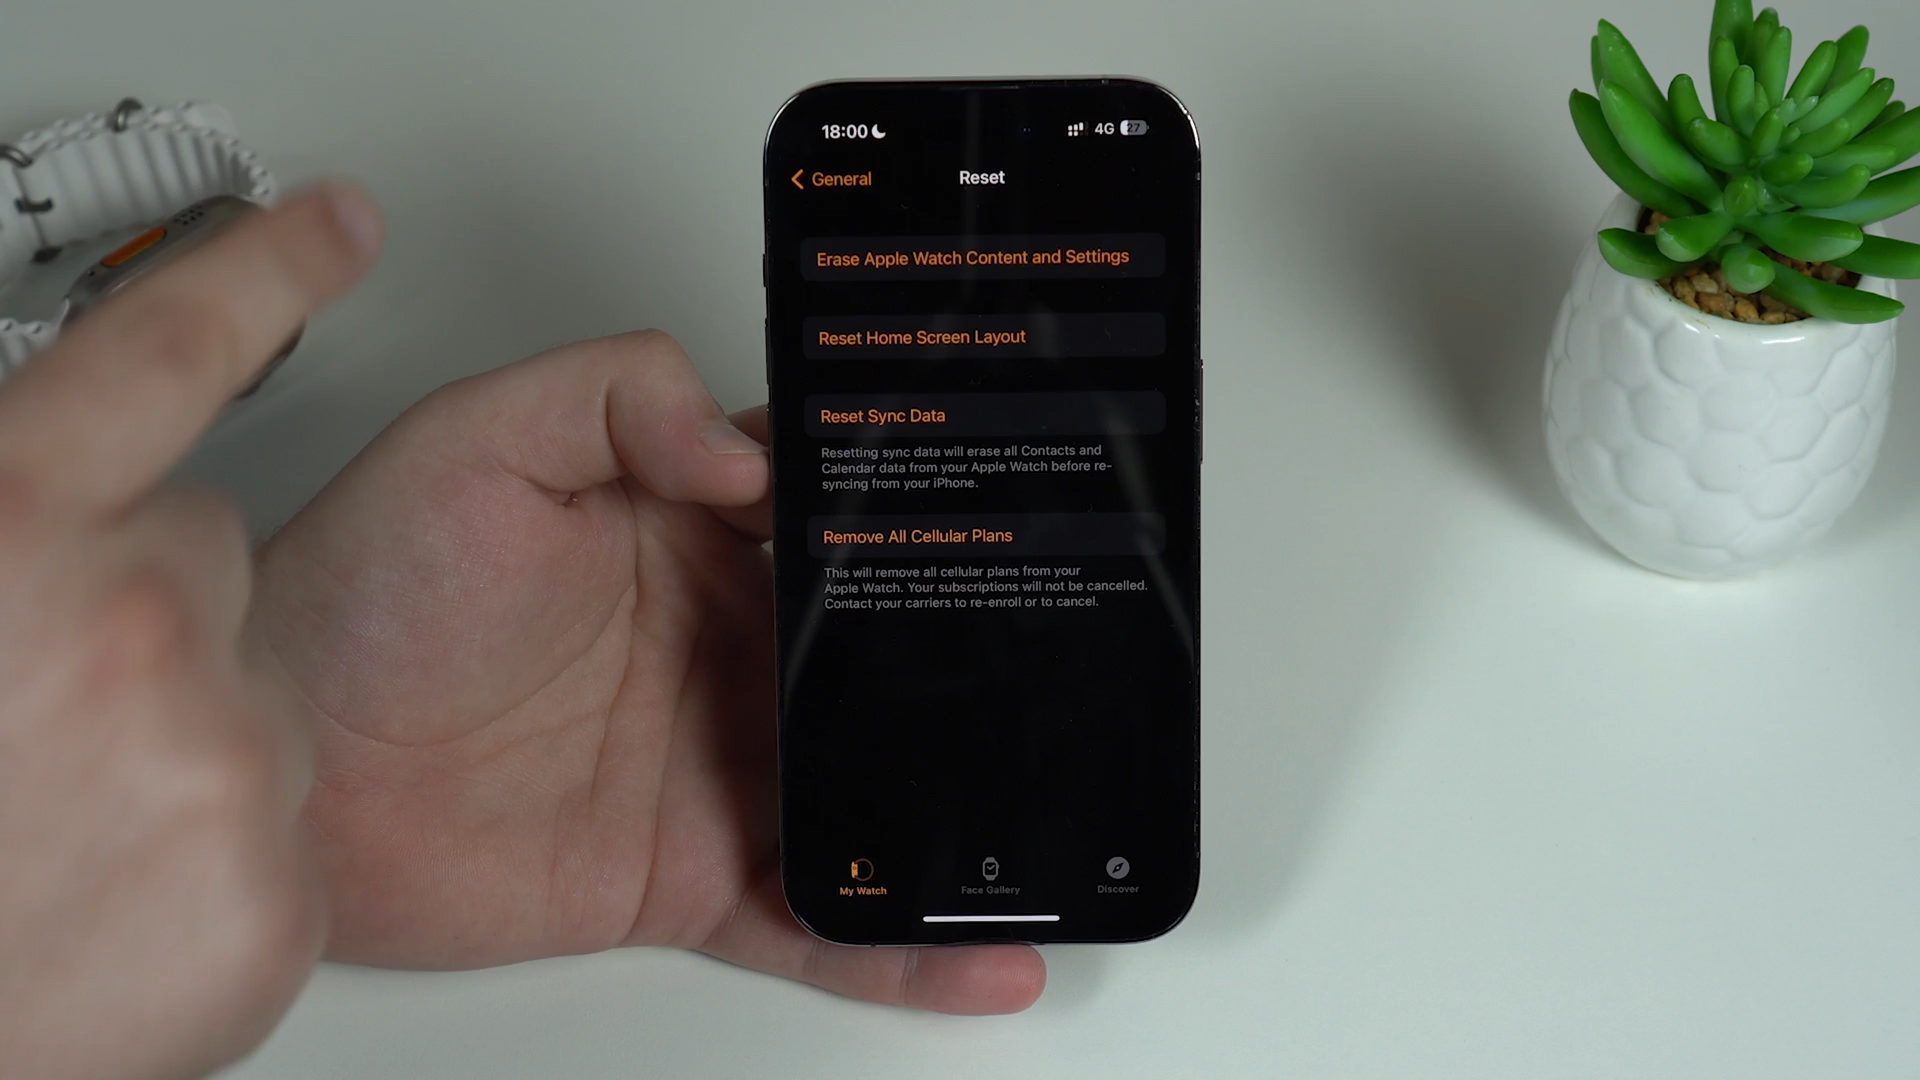 18:00
4G 27
General
Reset
Erase Apple Watch Content and Settings
Reset Home Screen Layout
Reset Sync Data
Resetting sync data will erase all Contacts and
Calendar data from your Apple Watch before re-
syncing from your iPhone.
Remove All Cellular Plans
This will remove all cellular plans from your
Apple Watch. Your subscriptions will not be cancelled.
Contact your carriers to re-enroll or to cancel.
My Watch
Face Gallery
Discover